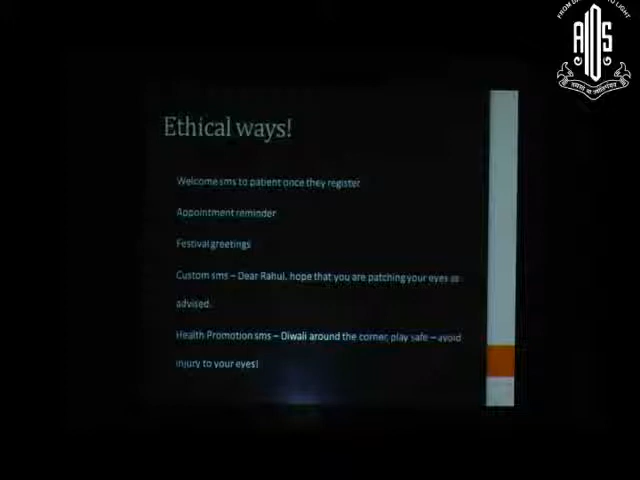 AIOS
Ethical ways!
Welcome sms to patient once they register
Appointment reminder
Festival greetings
Custom sms – Dear Rahul, hope that you are patching your eyes as
advised.
Health Promotion sms – Diwali around the corner, play safe – avoid
injury to your eyes!